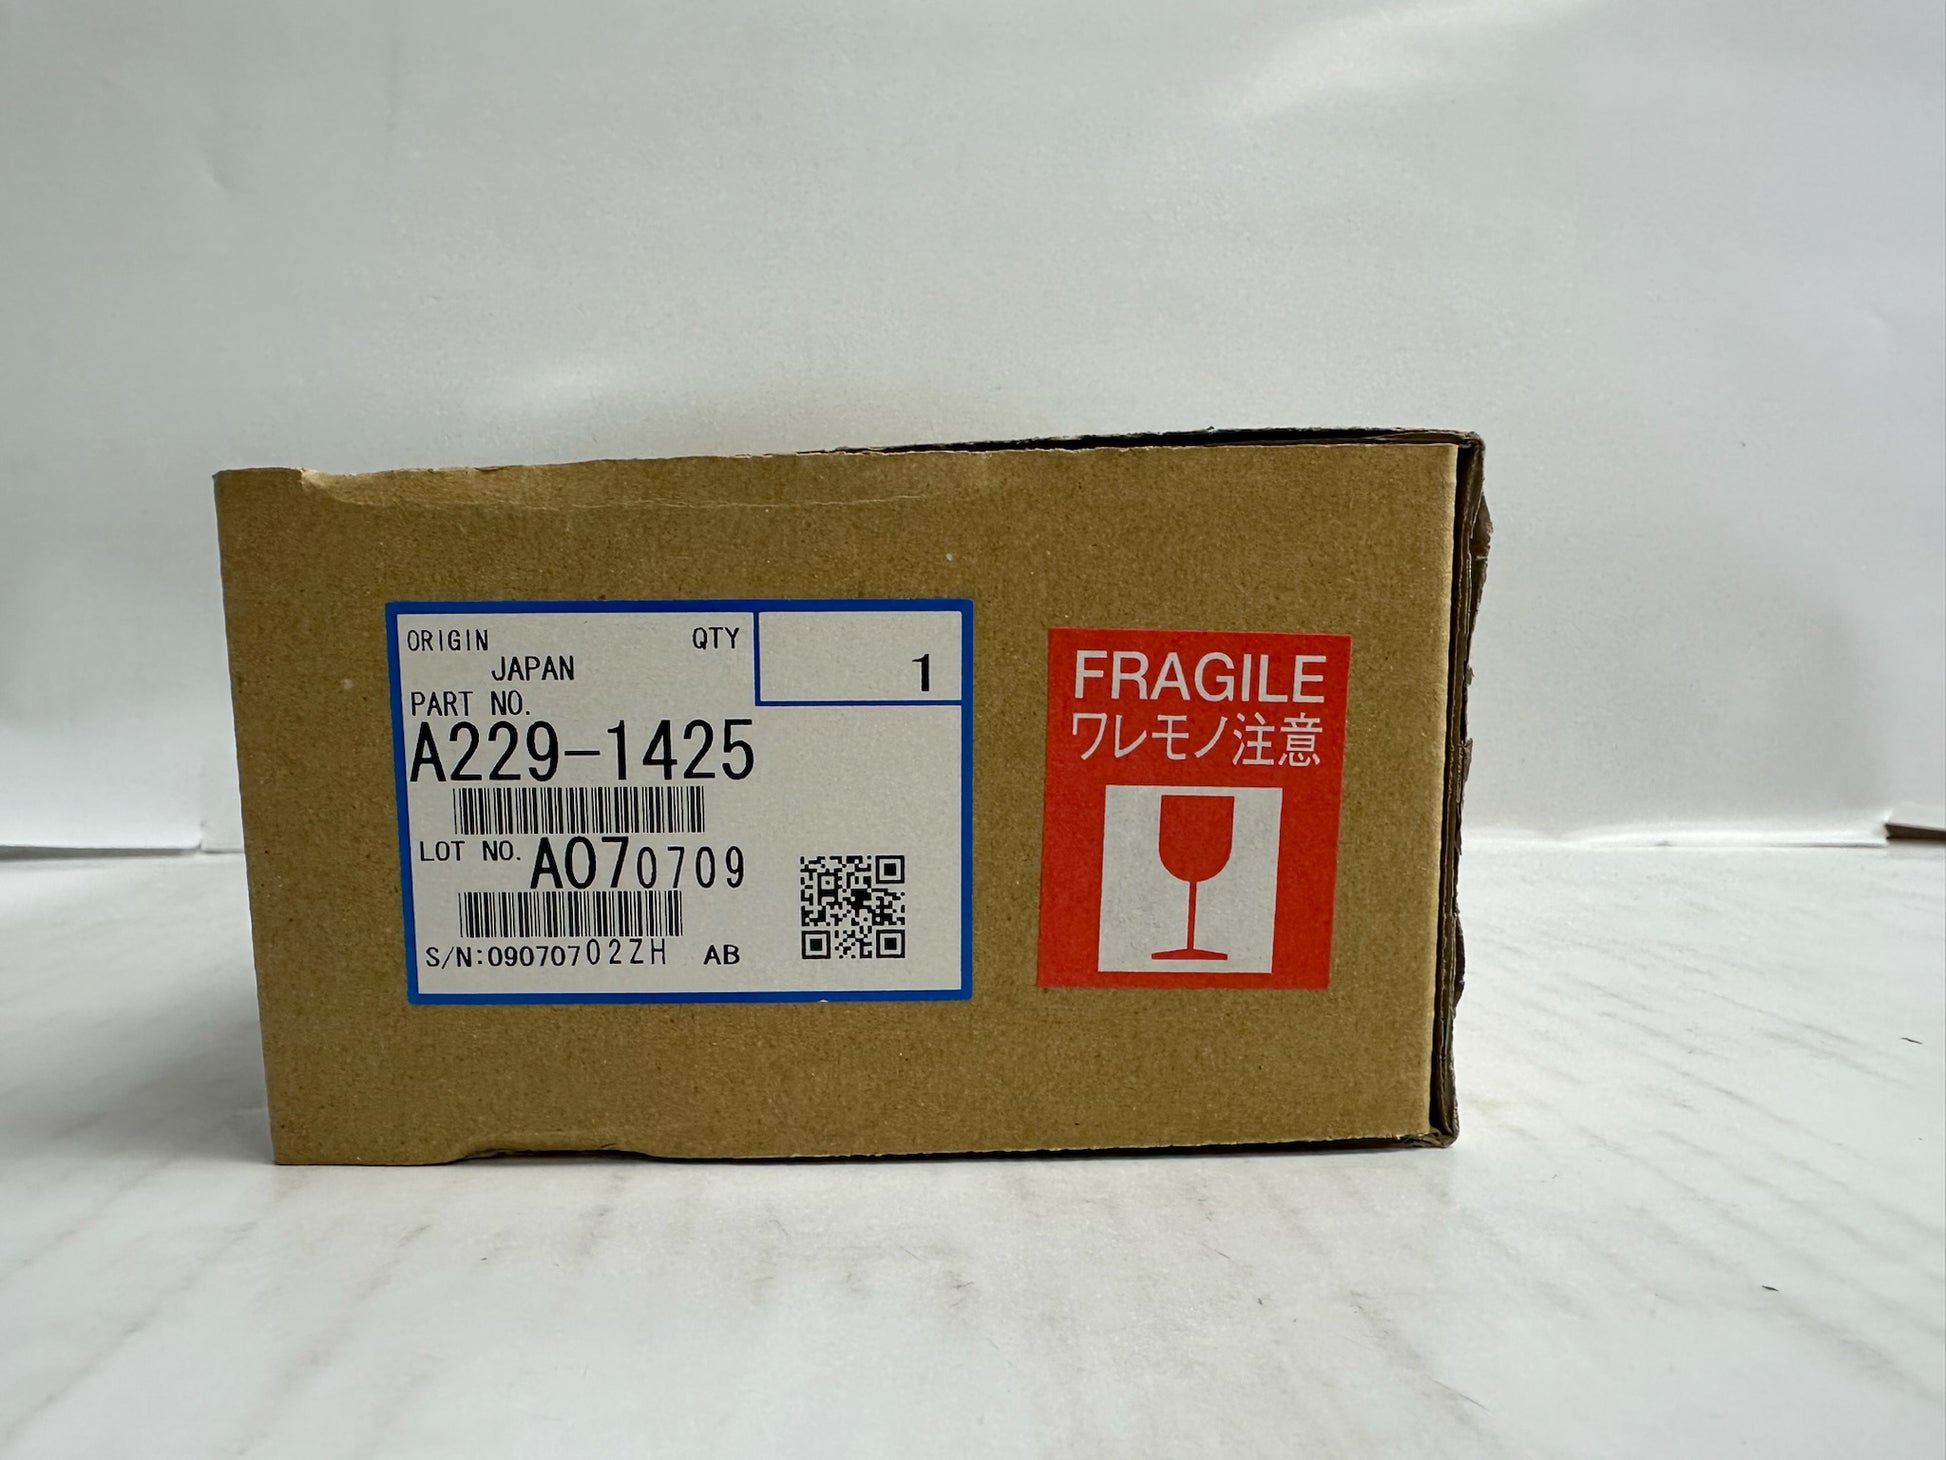 ORIGIN QTY 1
JAPAN
PART NO.
A229-1425
LOT NO. A070709
S/N:09070702ZH AB
FRAGILE
ワレモノ注意